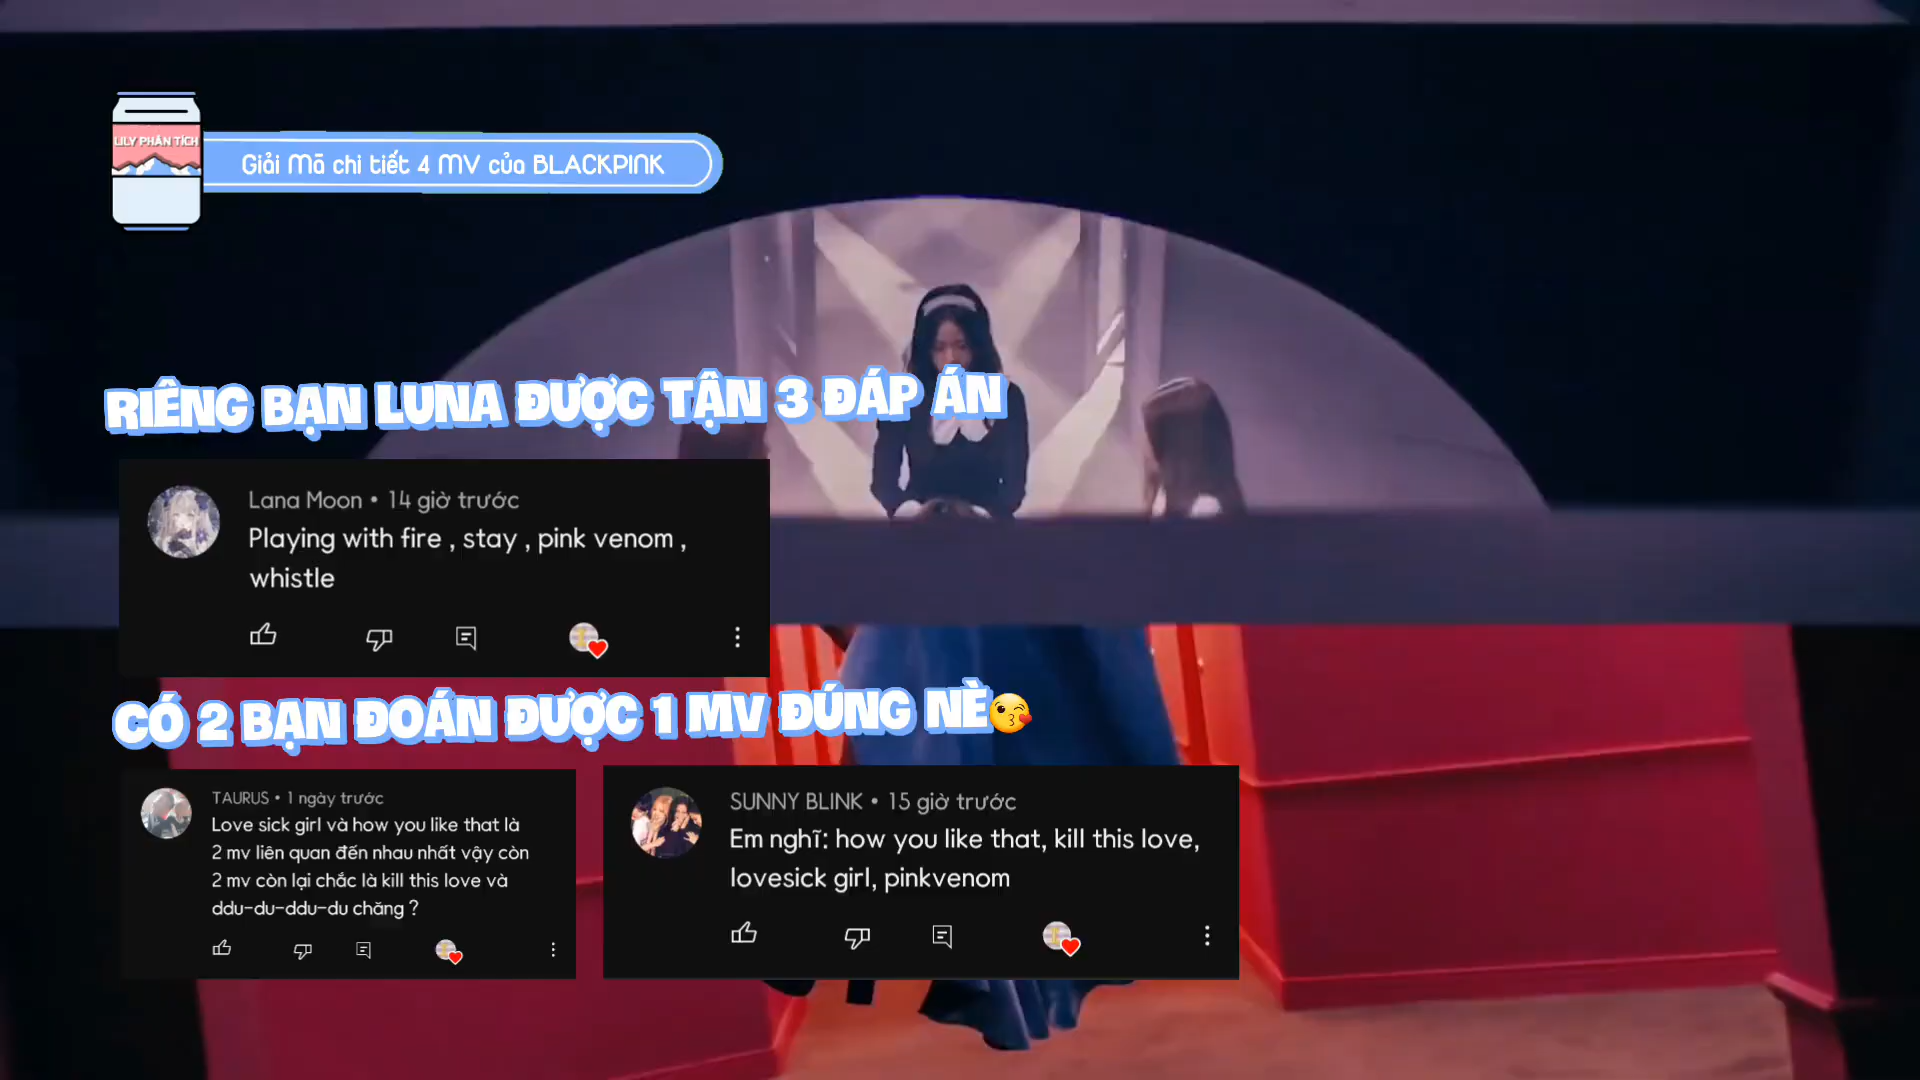 LILY PHÂN TÍCH
Giải Mã chi tiết 4 MV của BLACKPINK
RIÊNG BẠN LUNA ĐƯỢC TẬN 3 ĐÁP ÁN
Lana Moon • 14 giờ trước
Playing with fire , stay , pink venom ,
whistle
CÓ 2 BẠN ĐOÁN ĐƯỢC 1 MV ĐÚNG NÈ😘
TAURUS • 1 ngày trước
Love sick girl và how you like that là
2 mv liên quan đến nhau nhất vậy còn
2 mv còn lại chắc là kill this love và
ddu-du-ddu-du chăng ?
SUNNY BLINK • 15 giờ trước
Em nghĩ: how you like that, kill this love,
lovesick girl, pinkvenom